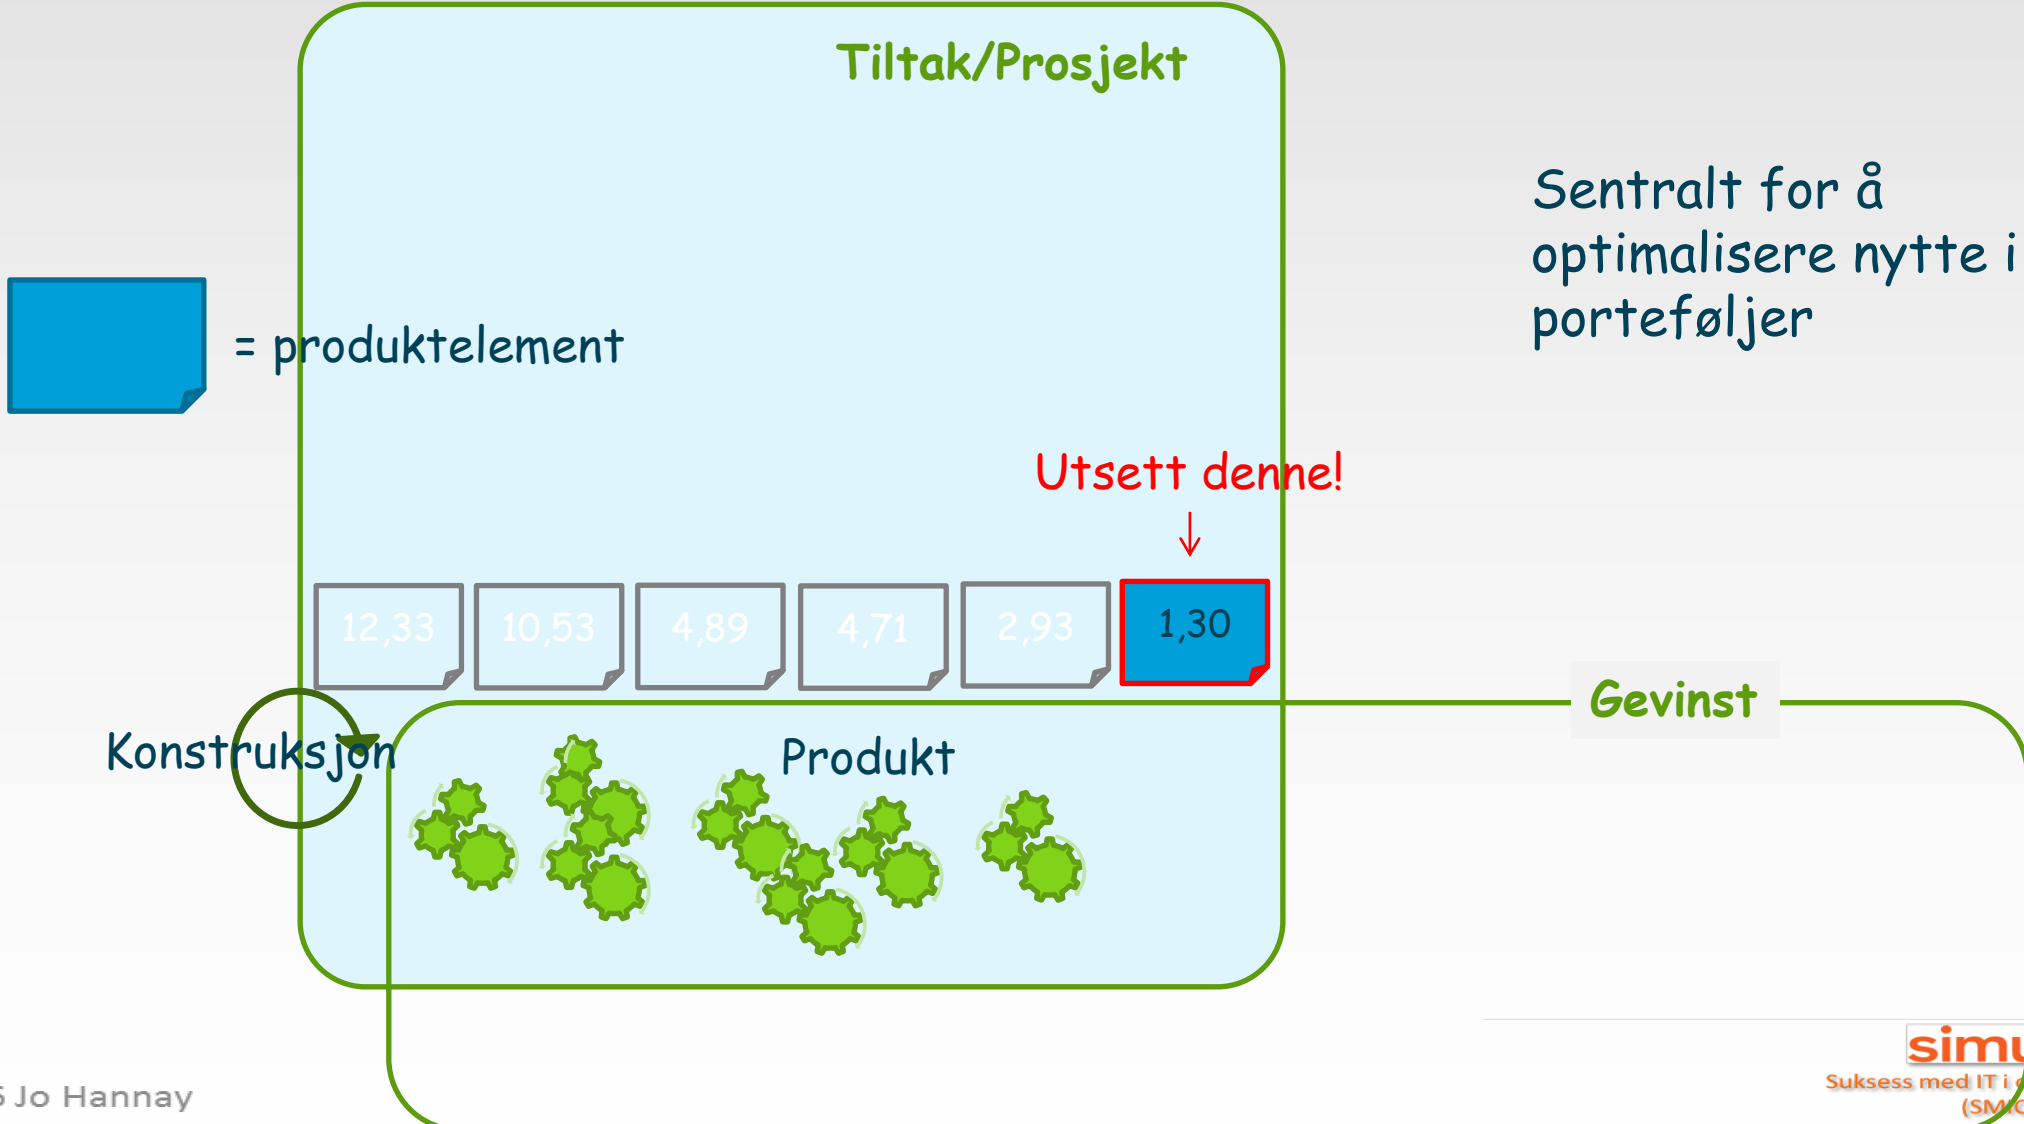 Tiltak/Prosjekt
Sentralt for å
optimalisere nytte i
porteføljer
= produktelement
Utsett denne!
12,33 10,53 4,89 4,71 2,93 1,30
Gevinst
Konstruksjon
Produkt
Suksess med IT i
Jo Hannay